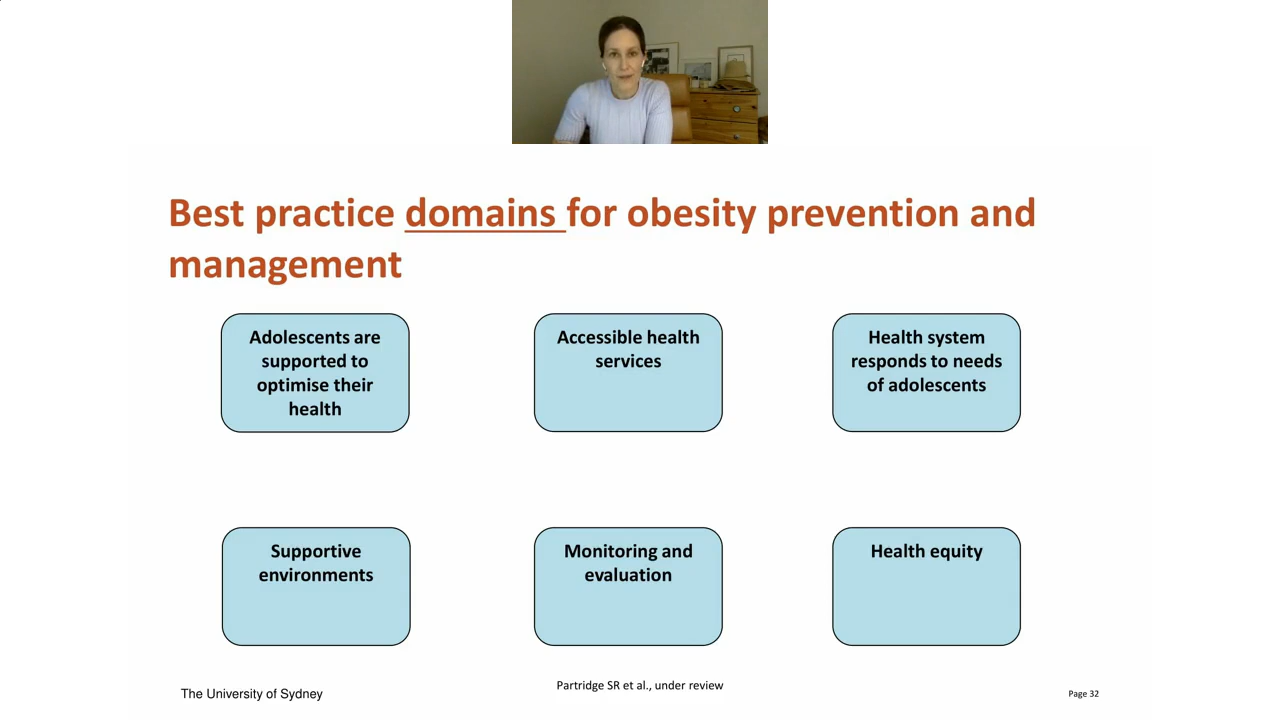 Best practice domains for obesity prevention and
management
Adolescents are
supported to
optimise their
health
Accessible health
services
Health system
responds to needs
of adolescents
Supportive
environments
Monitoring and
evaluation
Health equity
The University of Sydney
Partridge SR et al., under review
Page 32